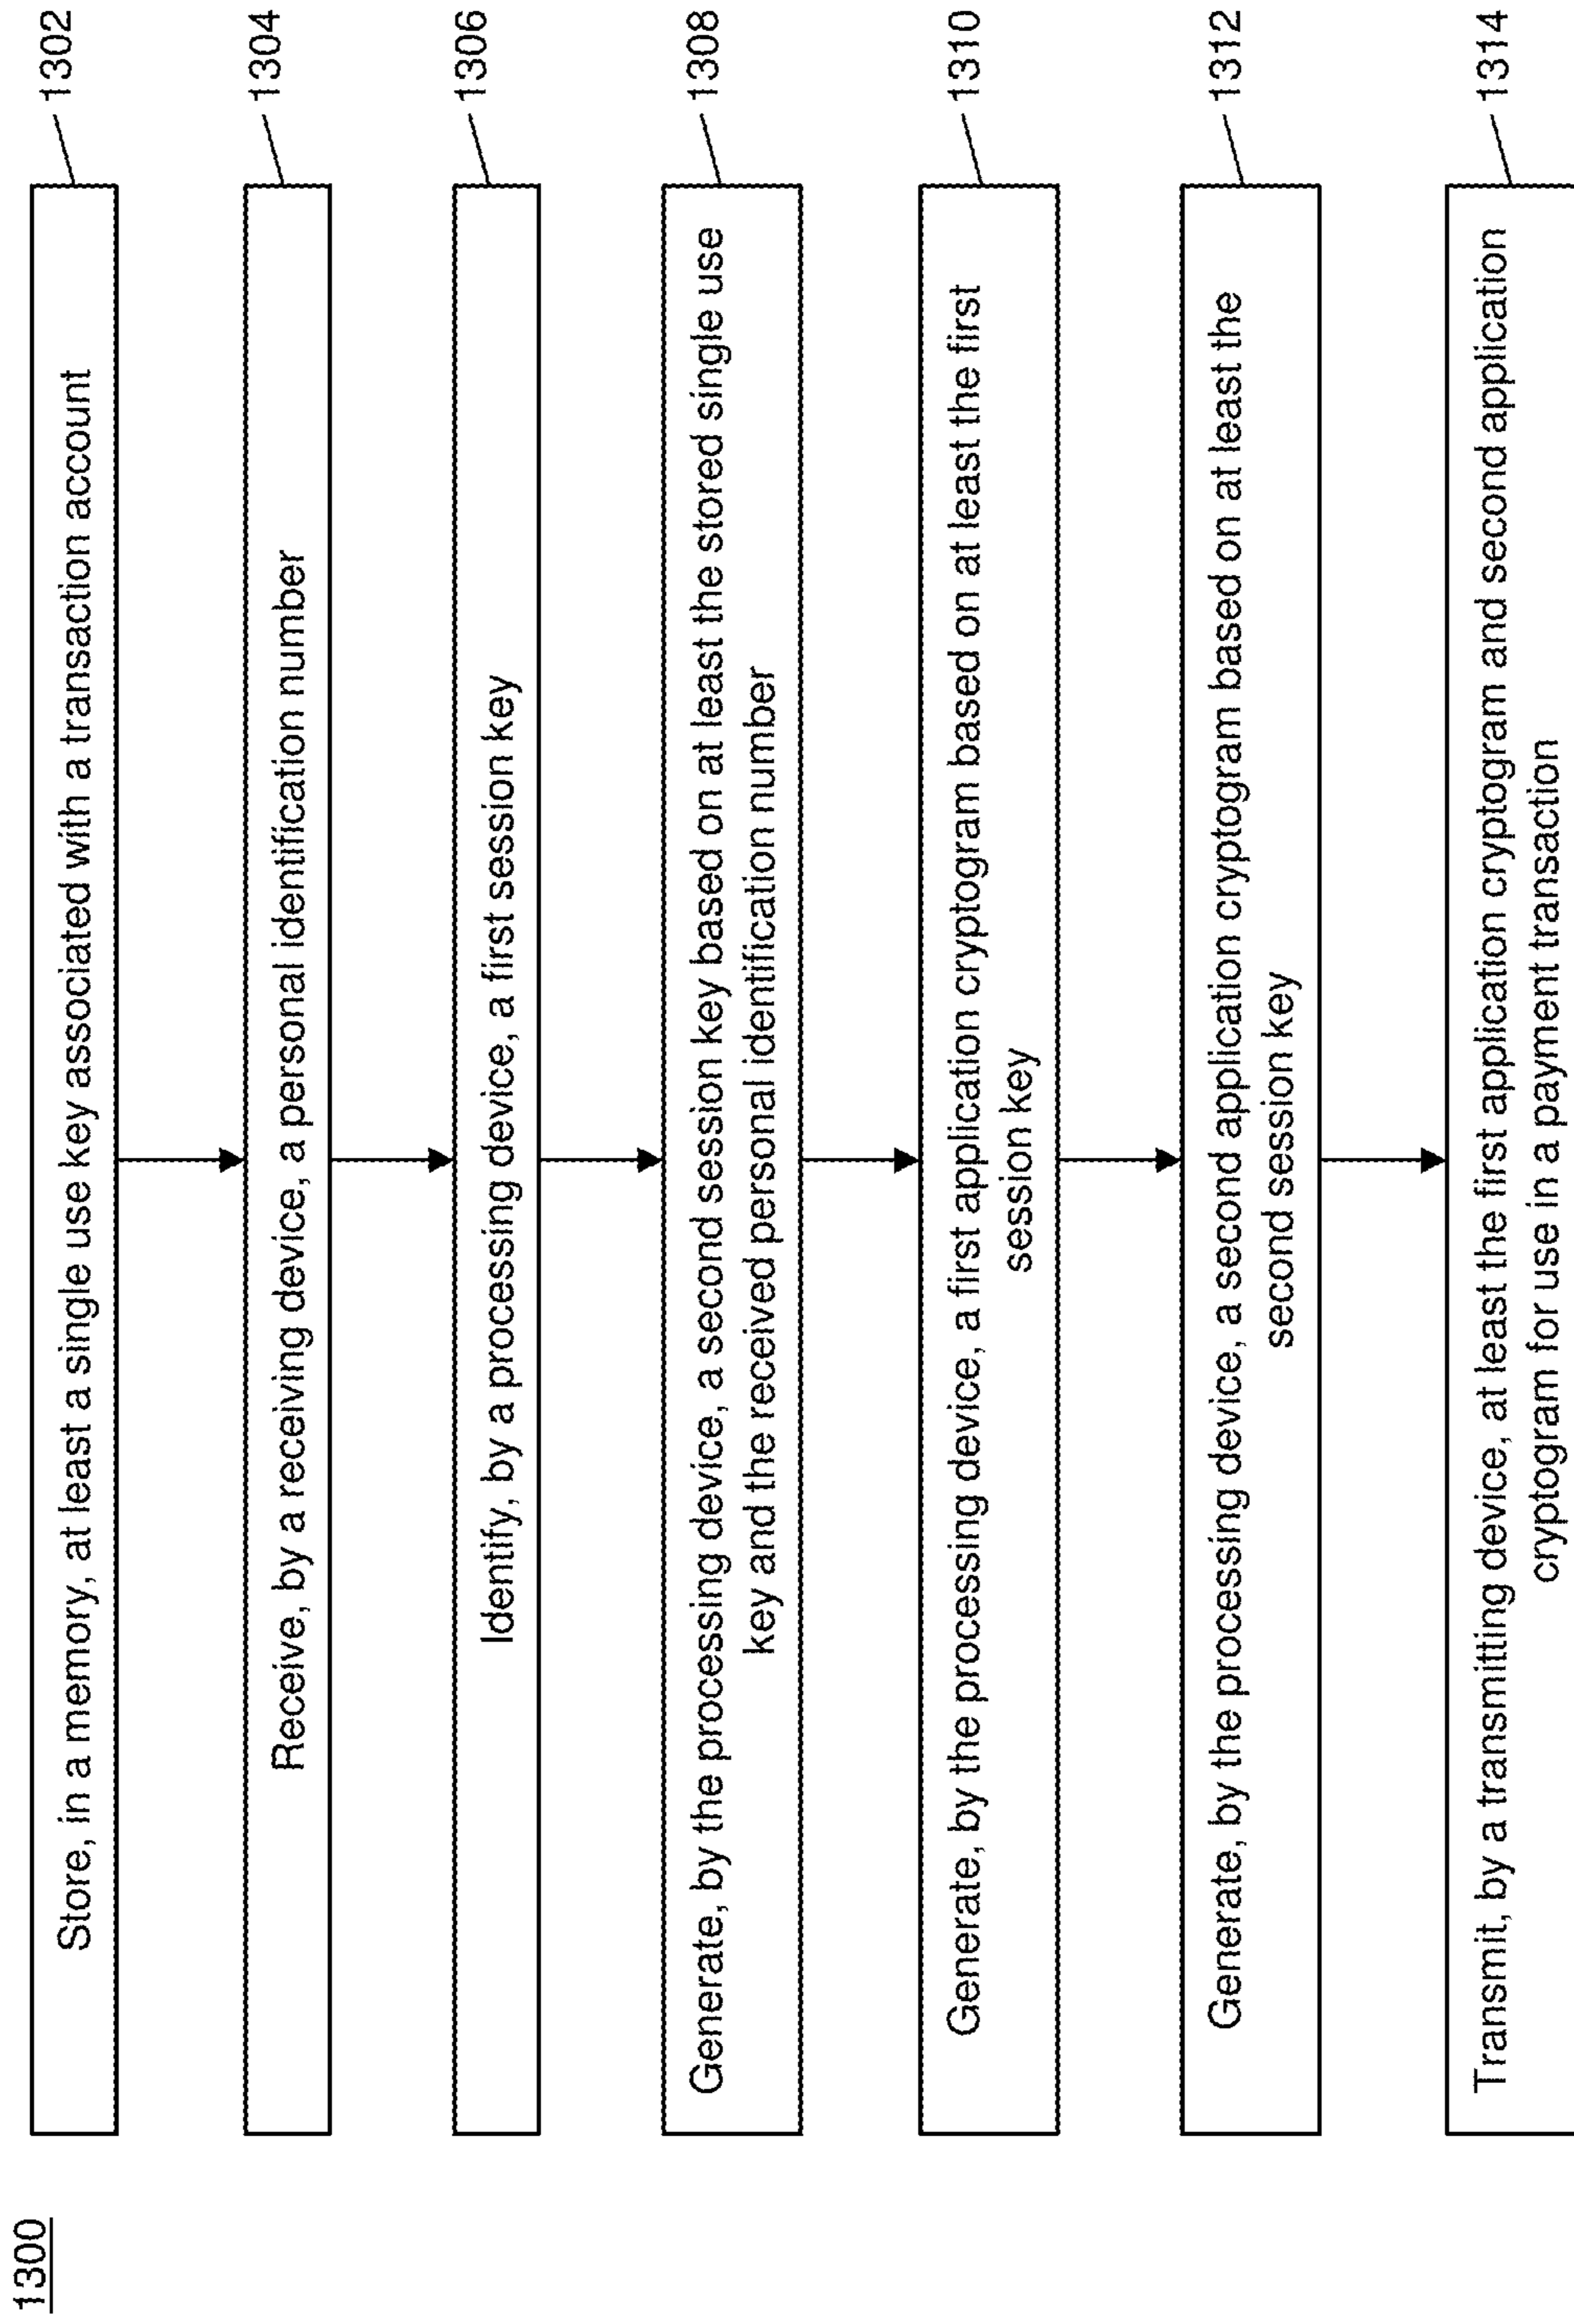 1300
Store, in a memory, at least a single use key associated with a transaction account
1302
Receive, by a receiving device, a personal identification number
1304
Identify, by a processing device, a first session key
1306
Generate, by the processing device, a second session key based on at least the stored single use
key and the received personal identification number
1308
Generate, by the processing device, a first application cryptogram based on at least the first
session key
1310
Generate, by the processing device, a second application cryptogram based on at least the
second session key
1312
Transmit, by a transmitting device, at least the first application cryptogram and second application
cryptogram for use in a payment transaction
1314